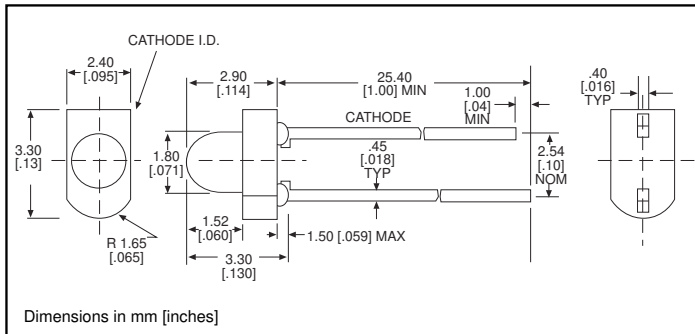 CATHODE I.D.
2.40
[.095]
2.90
[.114]
25.40
[1.00] MIN
1.00
[.04]
MIN
.40
[.016]
TYP
CATHODE
3.30
[.13]
1.80
[.071]
.45
[.018]
TYP
2.54
[.10]
NOM
R 1.65
[.065]
1.52
[.060]
1.50 [.059] MAX
3.30
[.130]
Dimensions in mm [inches]